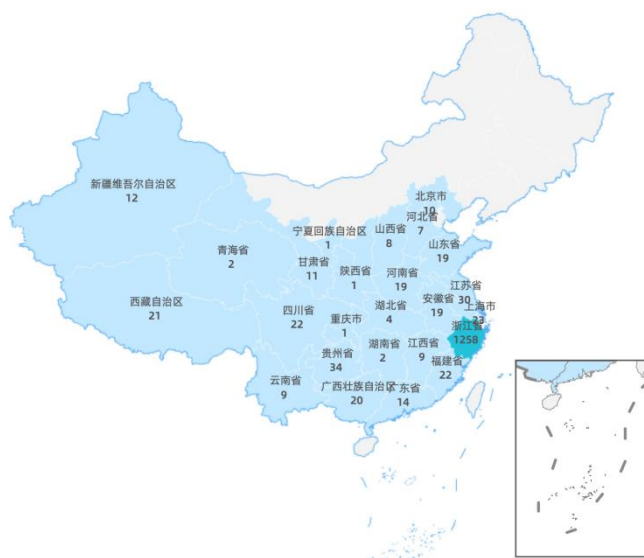 新疆维吾尔自治区
12
北京市
10
河北省
7
宁夏回族自治区
1
山西省
8
山东省
19
青海省
2
甘肃省
11
陕西省
1
河南省
19
西藏自治区
21
四川省
22
重庆市
1
湖北省
4
安徽省
19
江苏省
30
上海市
23
浙江省
1258
贵州省
34
湖南省
2
江西省
9
福建省
22
云南省
9
广西壮族自治区
20
广东省
14